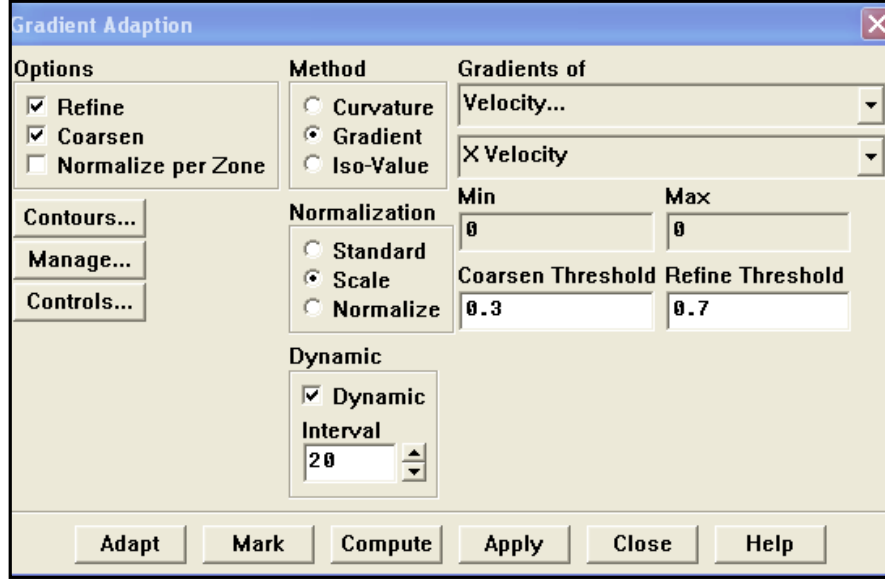 Gradient Adaption
Options
Refine
Coarsen
Normalize per Zone
Contours...
Manage...
Controls...
Method
Curvature
Gradient
Iso-Value
Normalization
Standard
Scale
Normalize
Dynamic
Dynamic
Interval
20
Gradients of
Velocity...
X Velocity
Min Max
0 0
Coarsen Threshold Refine Threshold
0.3 0.7
Adapt Mark Compute Apply Close Help